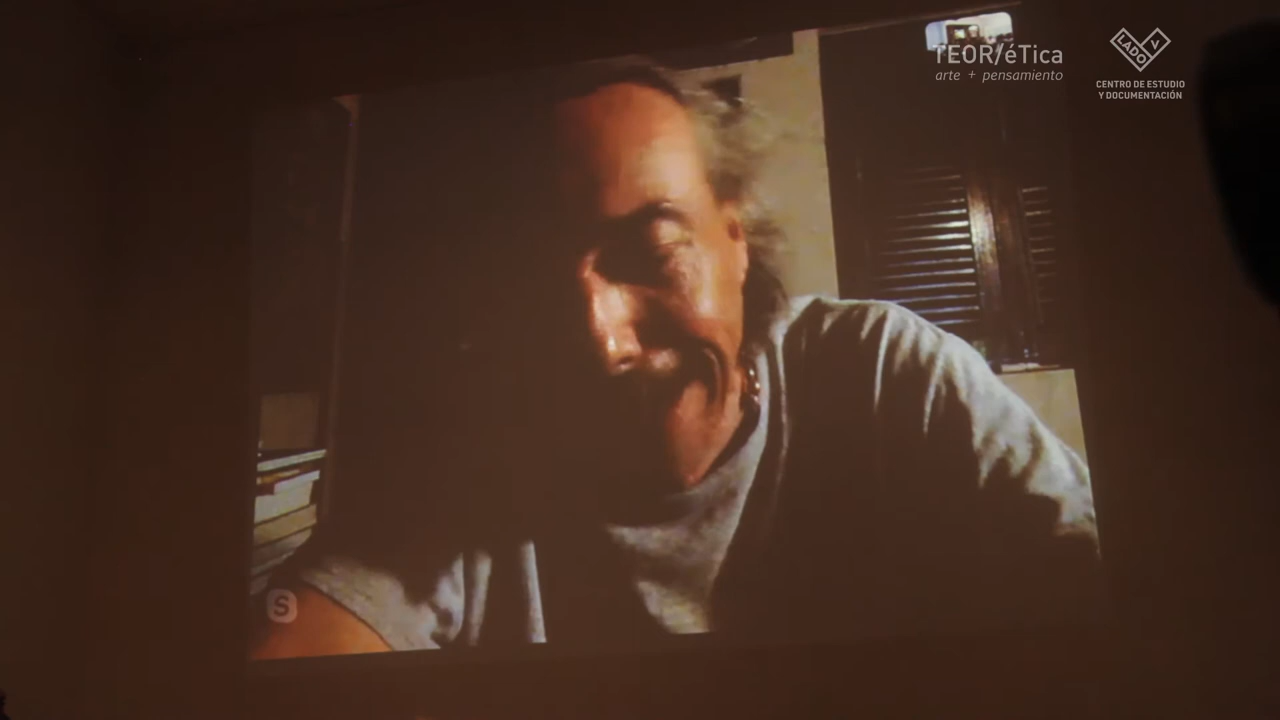 TEOR/éTica
arte + pensamiento
LADO V
CENTRO DE ESTUDIO
Y DOCUMENTACIÓN
S